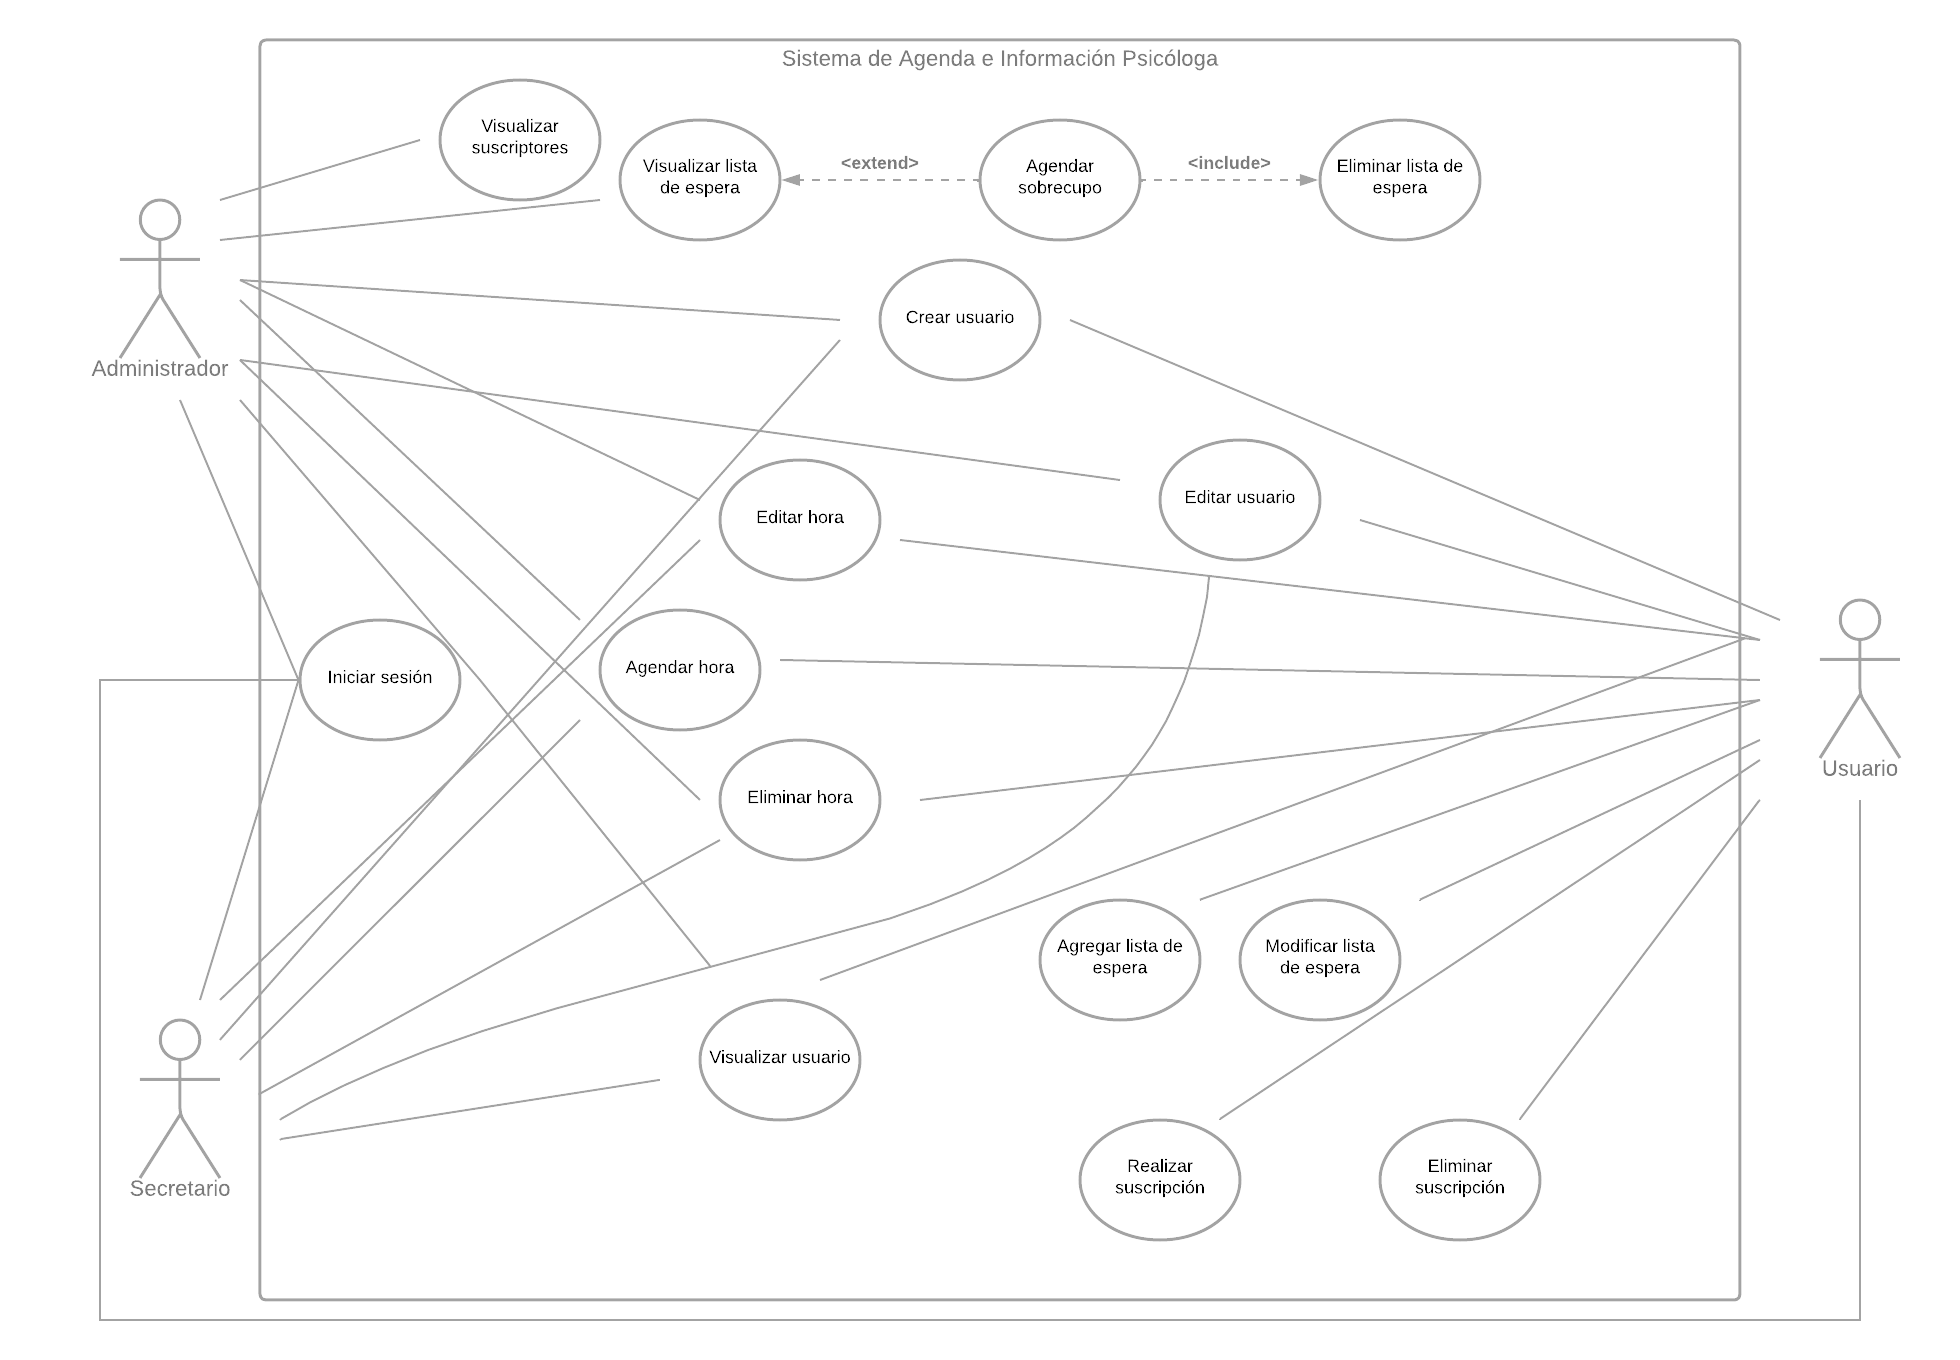 Sistema de Agenda e Información Psicóloga
Visualizar
suscriptores
Visualizar lista
de espera
<extend>
Agendar
sobrecupo
<include>
Eliminar lista de
espera
Crear usuario
Administrador
Editar usuario
Editar hora
Agendar hora
Iniciar sesión
Usuario
Eliminar hora
Agregar lista de
espera
Modificar lista
de espera
Visualizar usuario
Secretario
Realizar
suscripción
Eliminar
suscripción